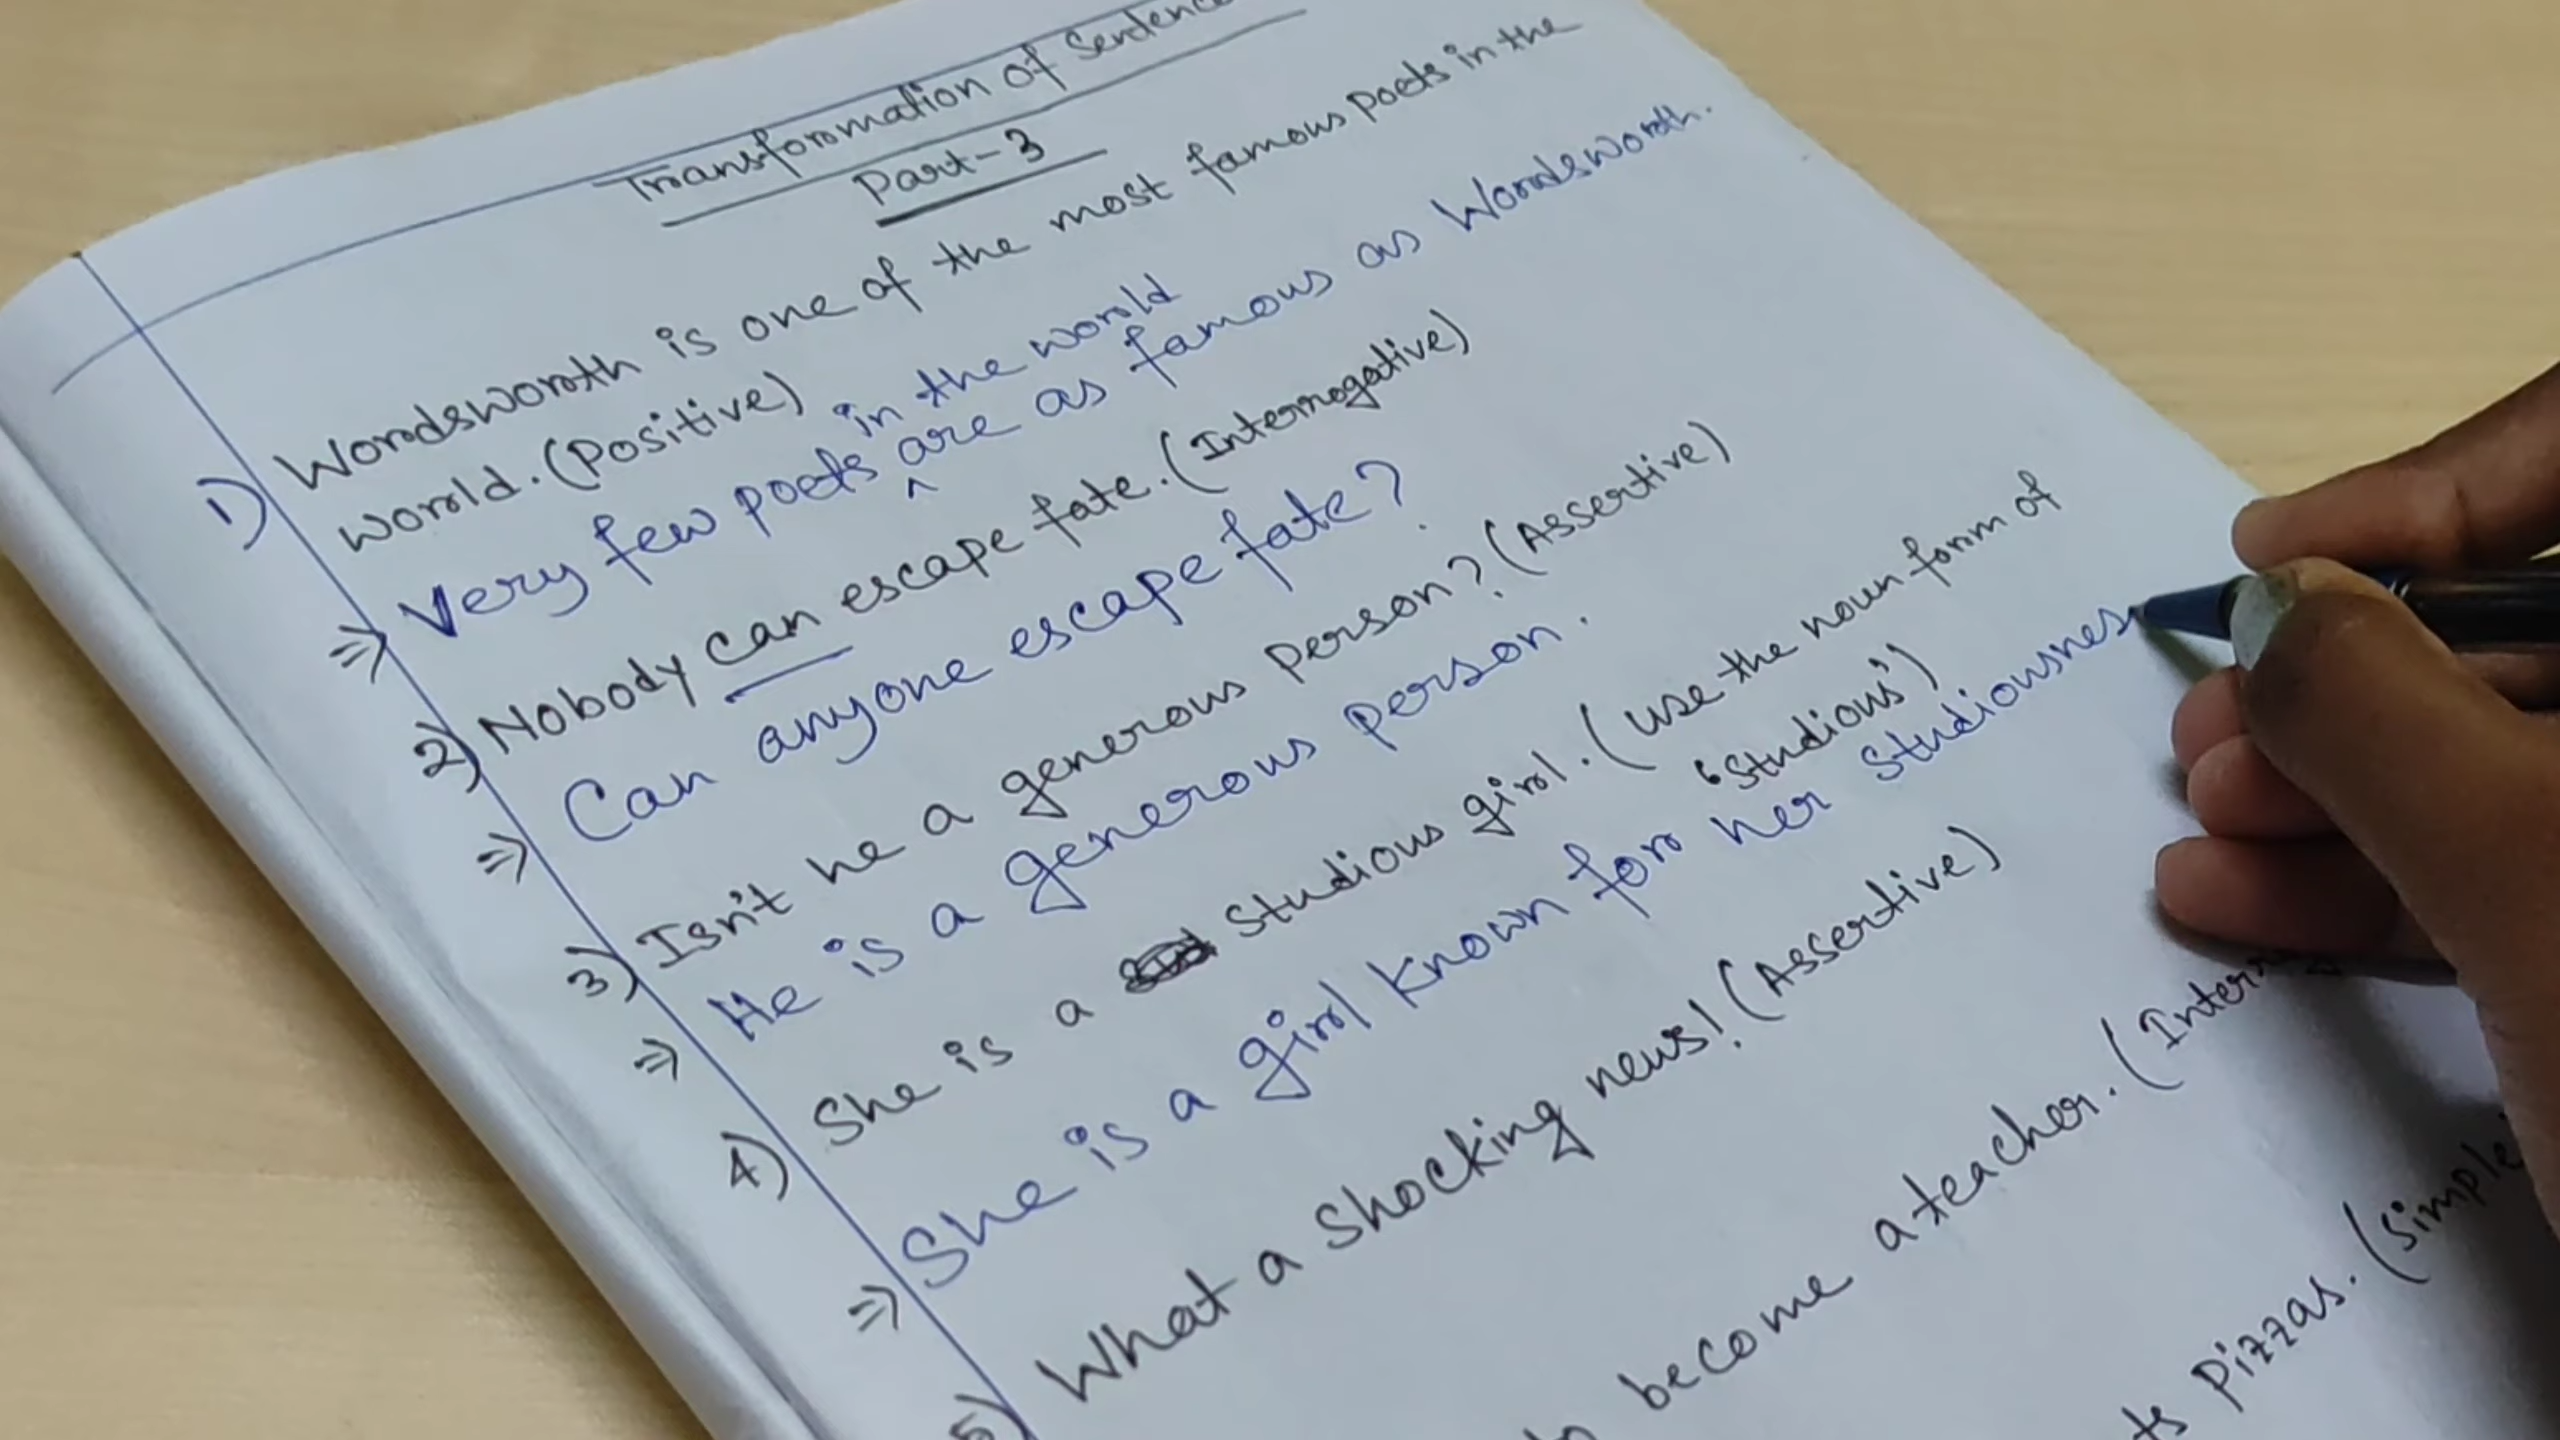 Transformation of Sentence
Part-3
1) Wordsworth is one of the most famous poets in the
world. (Positive)
in the world
⇒ Very few poets ^ are as famous as Wordsworth.
2) Nobody can escape fate. (Interrogative)
⇒ Can anyone escape fate?
3) Isn't he a generous person? (Assertive)
⇒ He is a generous person.
4) She is a studious girl. (use the noun form of
'studious')
⇒ She is a girl known for her studiousnes
5) What a shocking news! (Assertive)
become a teacher. (Interrog
pizzas. (simple